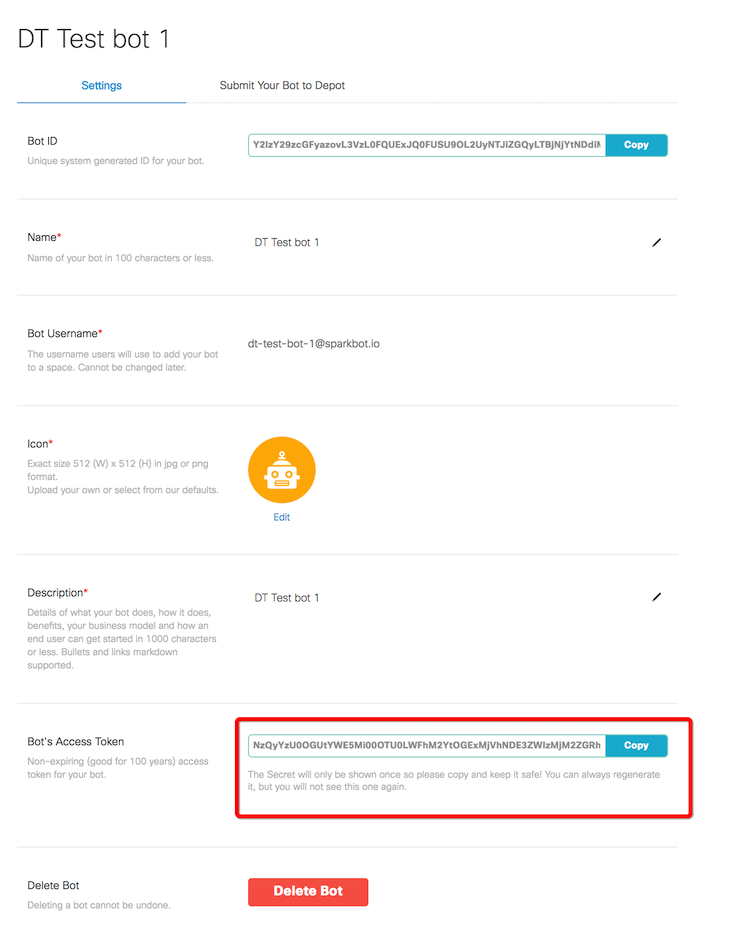 DT Test bot 1
Settings
Submit Your Bot to Depot
Bot ID
Unique system generated ID for your bot.
Y2lzY29zcGFyazovL3VzL0FQUExJQ0FUSU9OL2UyNTJlZGQyLTBjNjYtNDdiM
Copy
Name*
Name of your bot in 100 characters or less.
DT Test bot 1
Bot Username*
The username users will use to add your bot
to a space. Cannot be changed later.
dt-test-bot-1@sparkbot.io
Icon*
Exact size 512 (W) x 512 (H) in jpg or png
format.
Upload your own or select from our defaults.
Edit
Description*
Details of what your bot does, how it does,
benefits, your business model and how an
end user can get started in 1000 characters
or less. Bullets and links markdown
supported.
DT Test bot 1
Bot's Access Token
Non-expiring (good for 100 years) access
token for your bot.
NzQyYzU0OGUtYWE5Mi00OTU0LWFhM2YtOGExMjVhNDE3ZWIzMjM2ZGRh
Copy
The Secret will only be shown once so please copy and keep it safe! You can always regenerate
it, but you will not see this one again.
Delete Bot
Deleting a bot cannot be undone.
Delete Bot